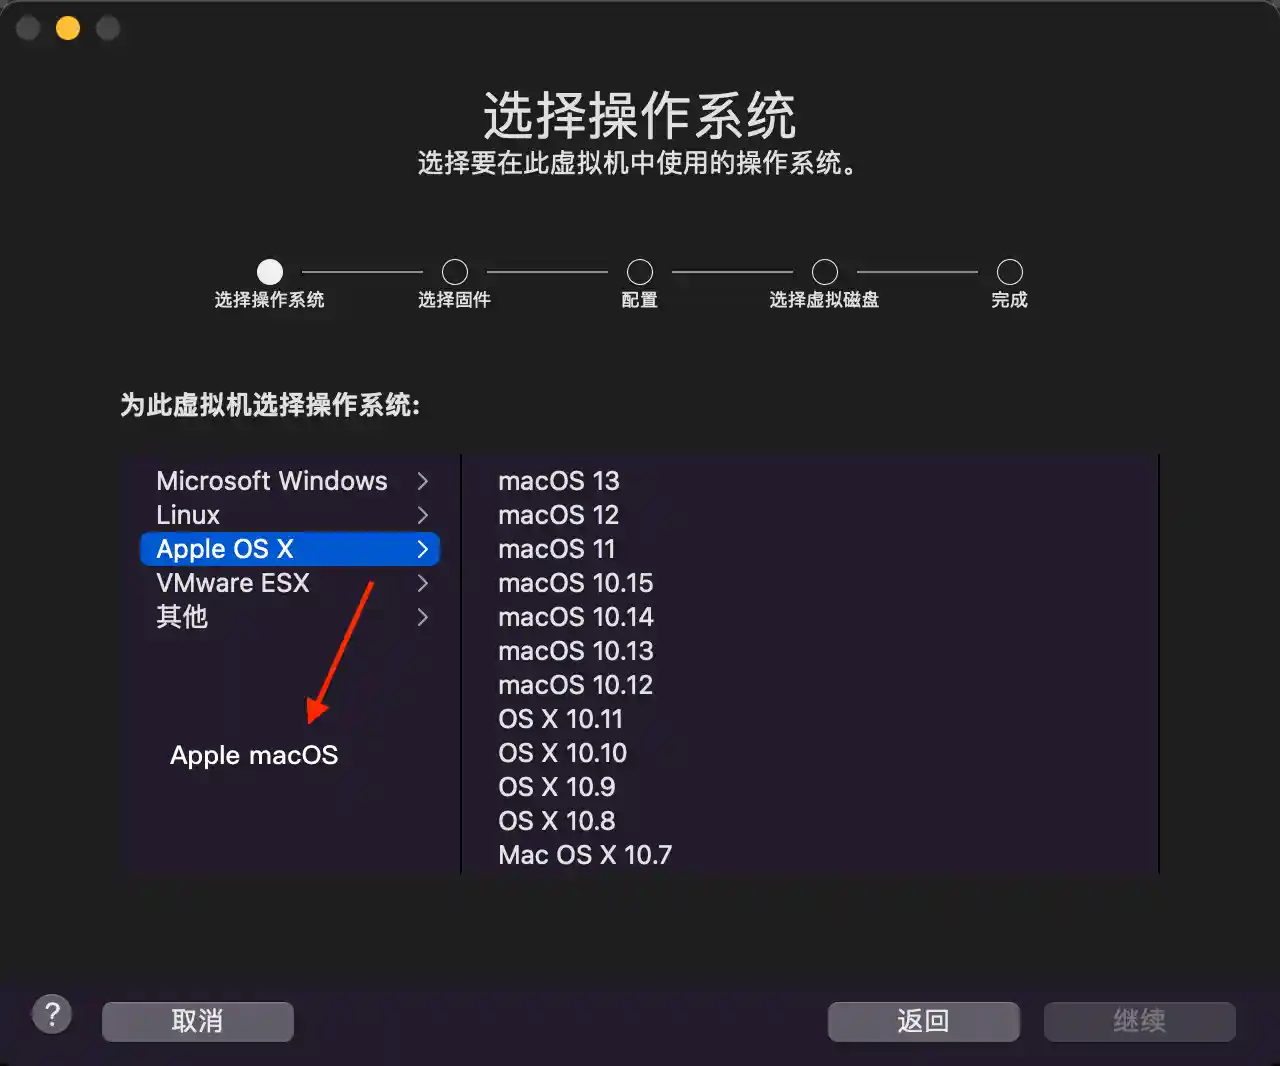 选择操作系统
选择要在此虚拟机中使用的操作系统。
选择操作系统
选择固件
配置
选择虚拟磁盘
完成
为此虚拟机选择操作系统:
Microsoft Windows
Linux
Apple OS X
VMware ESX
其他
Apple macOS
macOS 13
macOS 12
macOS 11
macOS 10.15
macOS 10.14
macOS 10.13
macOS 10.12
OS X 10.11
OS X 10.10
OS X 10.9
OS X 10.8
Mac OS X 10.7
?
取消
返回
继续